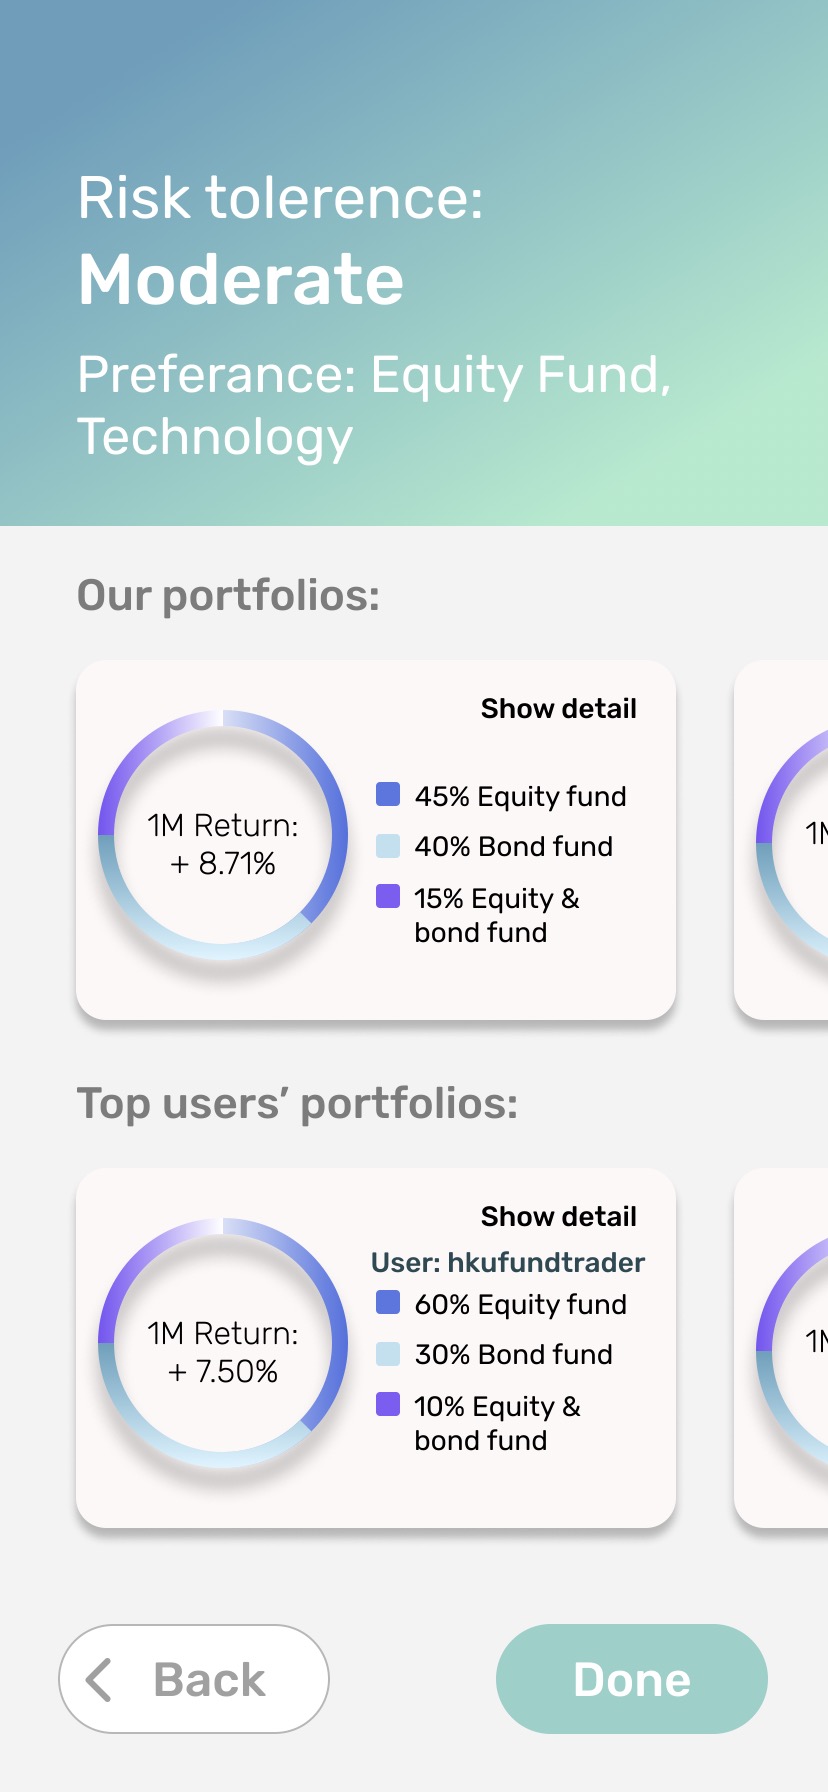 Risk tolerence:
Moderate
Preferance: Equity Fund,
Technology
Our portfolios:
Show detail
1M Return:
+ 8.71%
45% Equity fund
40% Bond fund
15% Equity &
bond fund
1M
Top users’ portfolios:
Show detail
User: hkufundtrader
1M Return:
+ 7.50%
60% Equity fund
30% Bond fund
10% Equity &
bond fund
1M
Back
Done